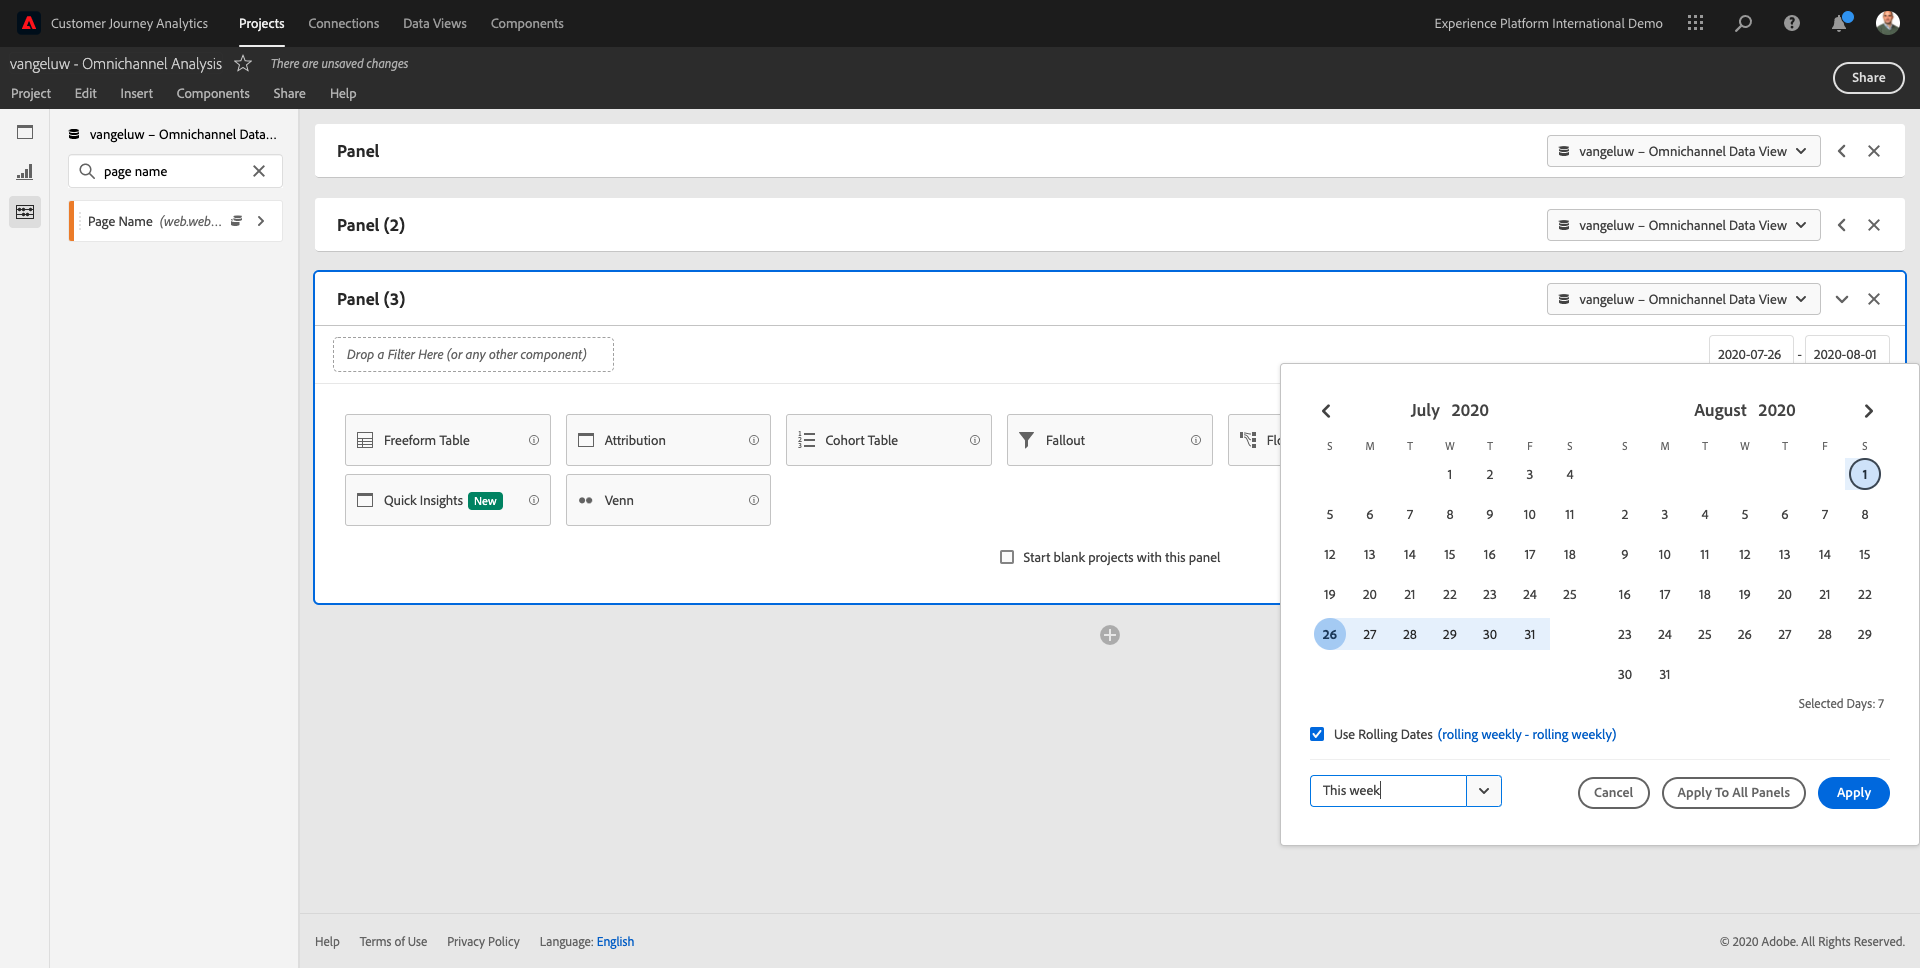 Customer Journey Analytics Projects Connections Data Views Components Experience Platform International Demo
vangeluw - Omnichannel Analysis There are unsaved changes
Share
Project Edit Insert Components Share Help
vangeluw – Omnichannel Data...
page name
Page Name (web.web...
Panel vangeluw – Omnichannel Data View
Panel (2) vangeluw – Omnichannel Data View
Panel (3) vangeluw – Omnichannel Data View
Drop a Filter Here (or any other component) 2020-07-26 - 2020-08-01
Freeform Table Attribution Cohort Table Fallout Flo
Quick Insights New Venn
Start blank projects with this panel
July 2020 August 2020
S M T W T F S S M T W T F S
1 2 3 4 1
5 6 7 8 9 10 11 2 3 4 5 6 7 8
12 13 14 15 16 17 18 9 10 11 12 13 14 15
19 20 21 22 23 24 25 16 17 18 19 20 21 22
26 27 28 29 30 31 23 24 25 26 27 28 29
30 31
Selected Days: 7
Use Rolling Dates (rolling weekly - rolling weekly)
This week Cancel Apply To All Panels Apply
Help Terms of Use Privacy Policy Language: English © 2020 Adobe. All Rights Reserved.